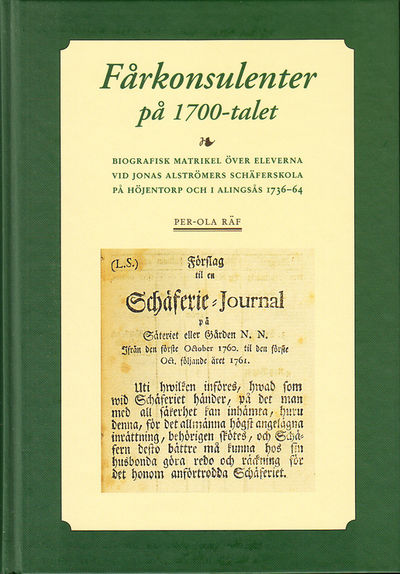 Fårkonsulenter
på 1700-talet
BIOGRAFISK MATRIKEL ÖVER ELEVERNA
VID JONAS ALSTRÖMERS SCHÄFERSKOLA
PÅ HÖJENTORP OCH I ALINGSÅS 1736–64
PER-OLA RÄF
(L.S.) Förslag
til en
Schäferie-Journal
på
Säteriet eller Gården N. N.
Ifrån den förste October 1760. til den förste
Oct. följande året 1761.
Uti hwilken införes, hwad som
wid Schäferiet händer, på det man
med all säkerhet kan inhämta, huru
denna, för det allmänna högst angelägna
inrättning, behörigen skötes, och Schä-
fern desto bättre må kunna hos sin
husbonda göra redo och räckning för
det honom anförtrodda Schäferiet.